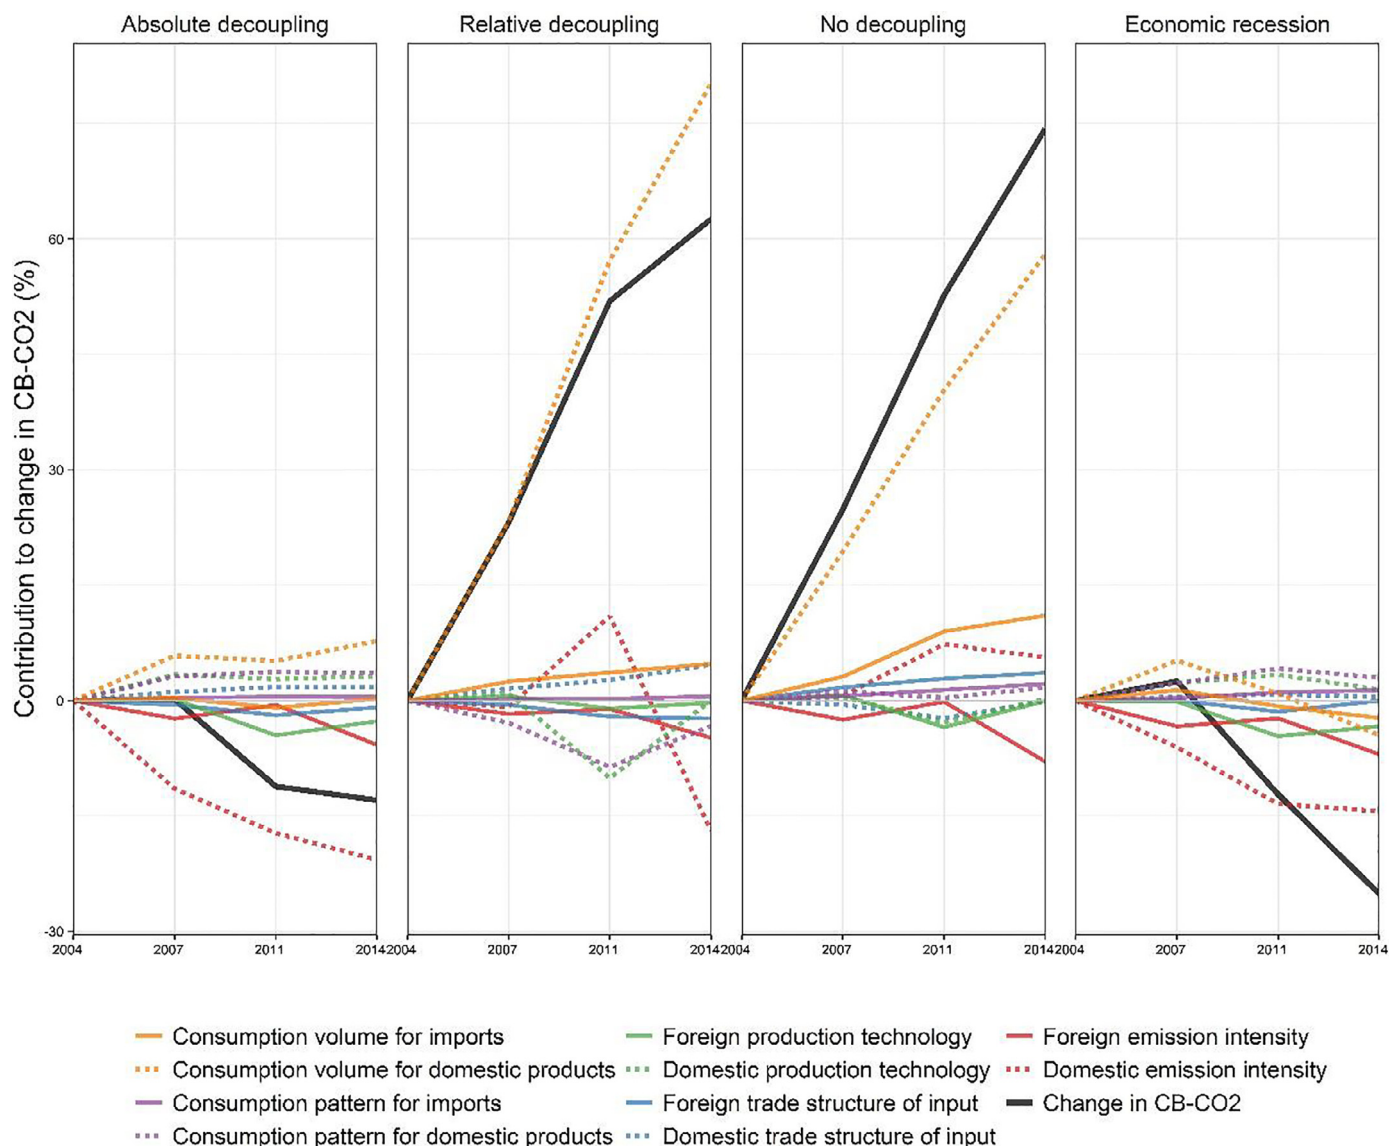 Absolute decoupling Relative decoupling No decoupling Economic recession
Contribution to change in CB-CO2 (%)
60
30
0
-30
2004 2007 2011 2014 2004 2007 2011 2014 2004 2007 2011 2014 2004 2007 2011 2014
Consumption volume for imports Foreign production technology Foreign emission intensity
Consumption volume for domestic products Domestic production technology Domestic emission intensity
Consumption pattern for imports Foreign trade structure of input Change in CB-CO2
Consumption pattern for domestic products Domestic trade structure of input